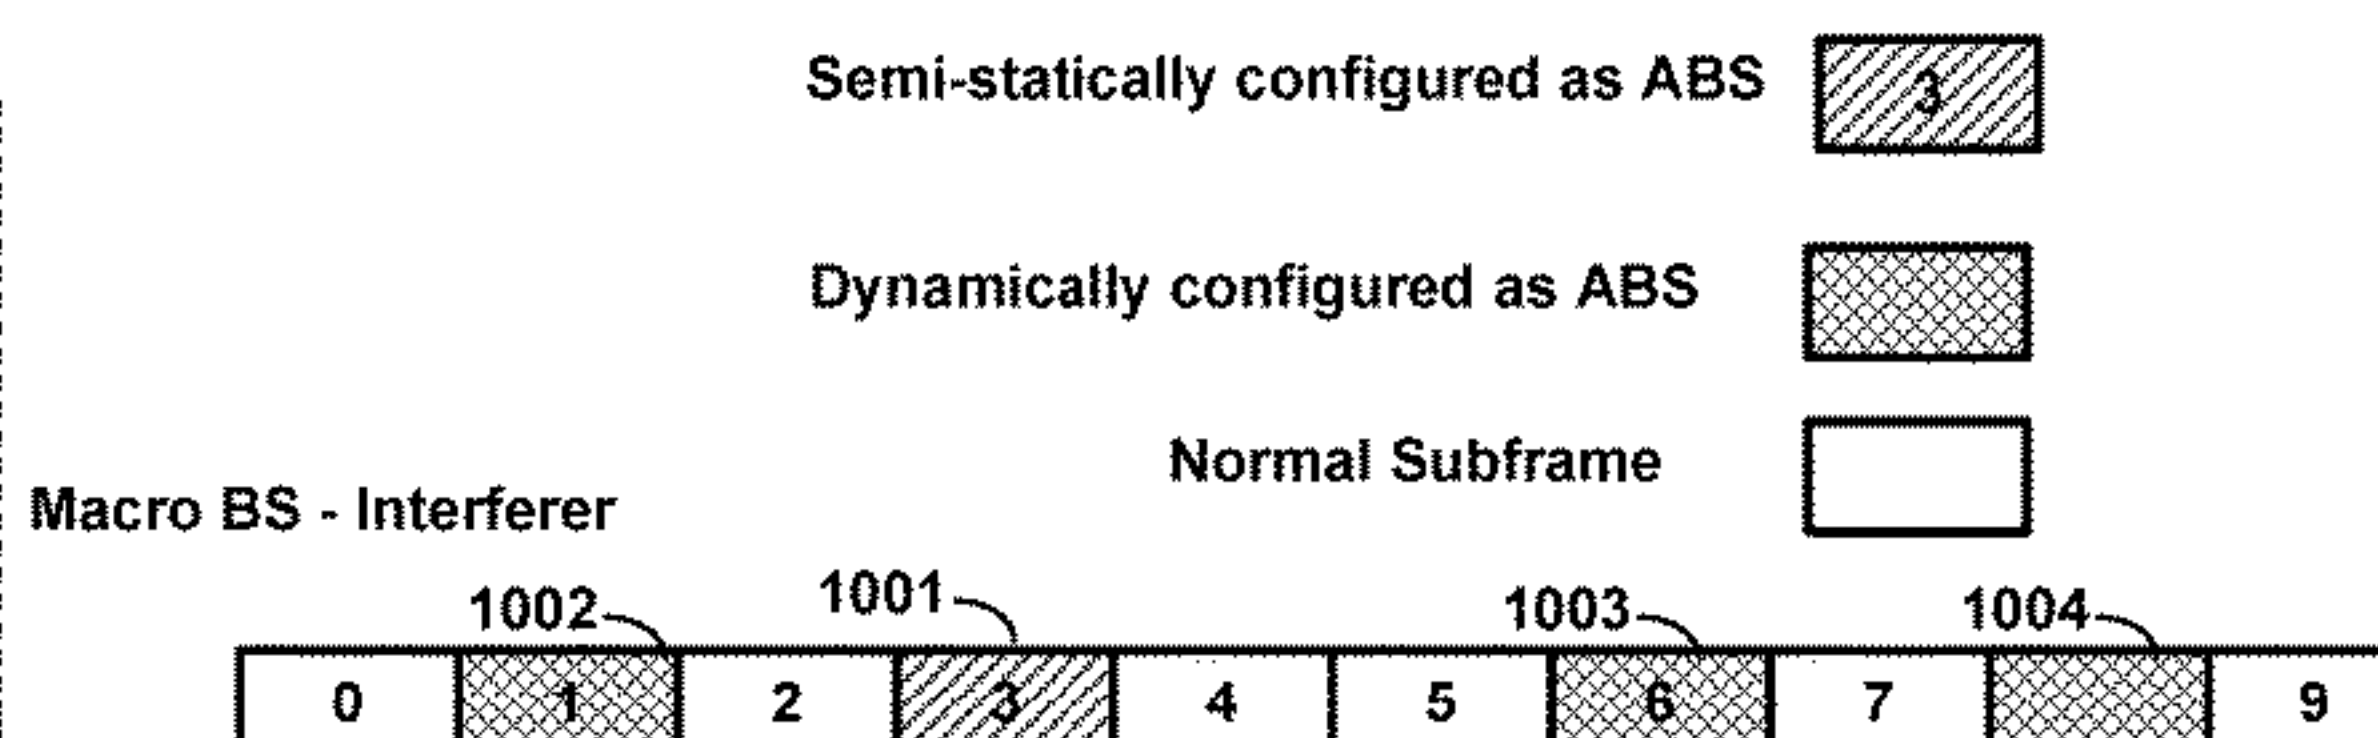 Semi-statically configured as ABS 3
Dynamically configured as ABS
Normal Subframe
Macro BS - Interferer
1002 1001 1003 1004
0 1 2 3 4 5 6 7 9